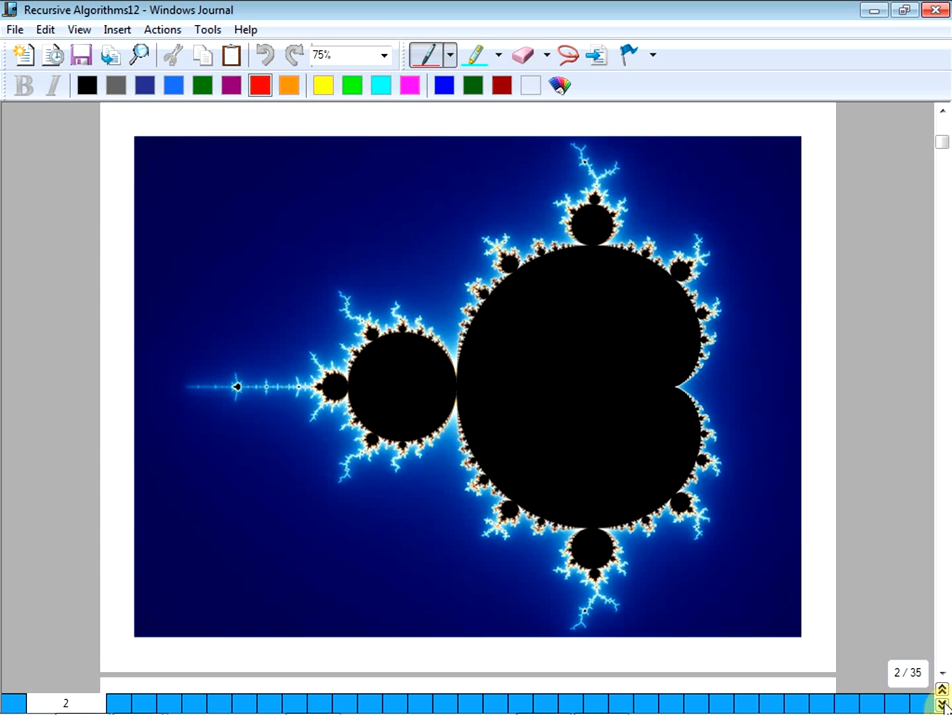 Recursive Algorithms12 - Windows Journal
File Edit View Insert Actions Tools Help
75%
B I
2 / 35
2